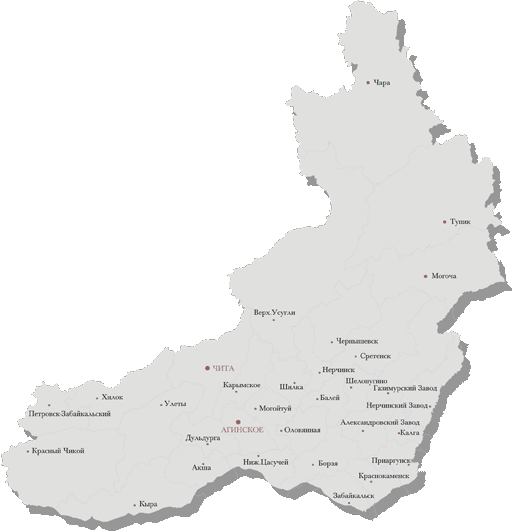 Чара
Тупик
Могоча
Верх.Усугли
Чернышевск
Сретенск
ЧИТА
Нерчинск
Карымское
Шилка
Шелопугино
Газимурский Завод
Хилок
Улеты
Балей
Петровск-Забайкальский
Могойтуй
Нерчинский Завод
АГИНСКОЕ
Оловянная
Александровский Завод
Калга
Дульдурга
Красный Чикой
Акша
Ниж.Цасучей
Борзя
Приаргунск
Краснокаменск
Кыра
Забайкальск